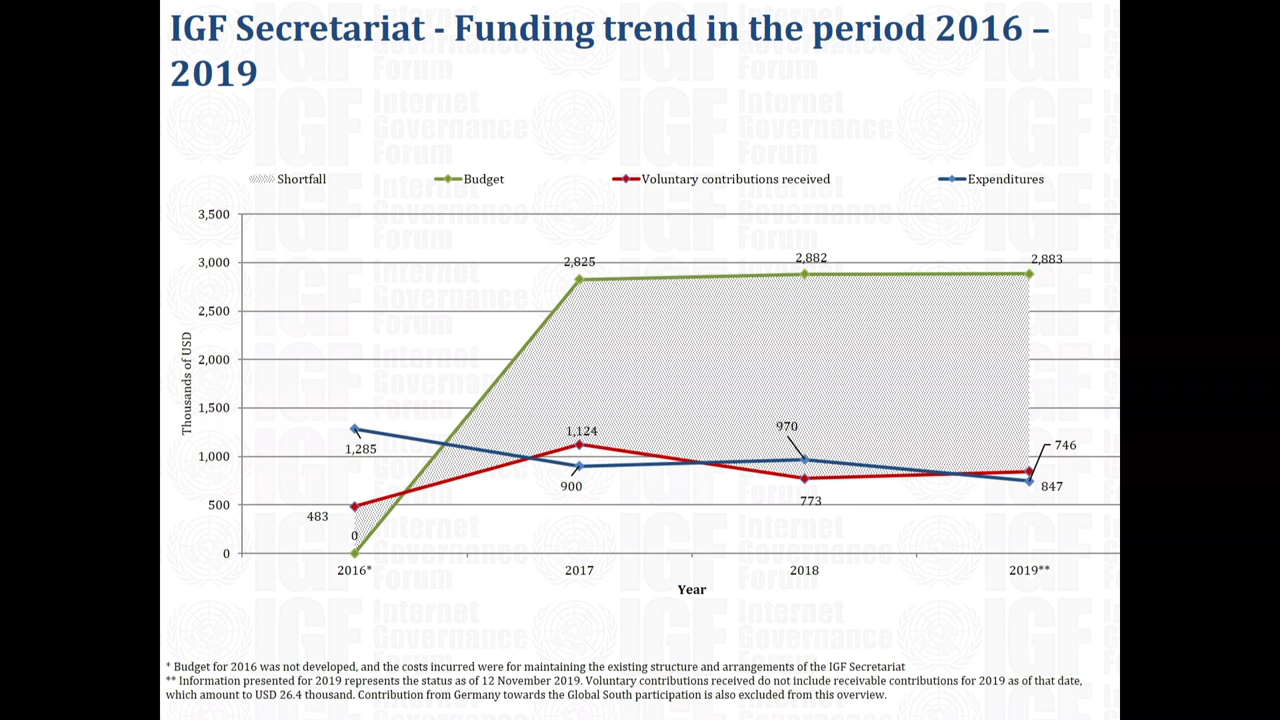 IGF Secretariat - Funding trend in the period 2016 –
2019
Shortfall Budget Voluntary contributions received Expenditures
3,500
3,000
2,500
2,000
1,500
1,000
500
0
Thousands of USD
2,825
2,882
2,883
1,285
1,124
970
746
900
773
847
483
0
2016* 2017 2018 2019**
Year
* Budget for 2016 was not developed, and the costs incurred were for maintaining the existing structure and arrangements of the IGF Secretariat
** Information presented for 2019 represents the status as of 12 November 2019. Voluntary contributions received do not include receivable contributions for 2019 as of that date,
which amount to USD 26.4 thousand. Contribution from Germany towards the Global South participation is also excluded from this overview.
IGF Internet
Governance
Forum